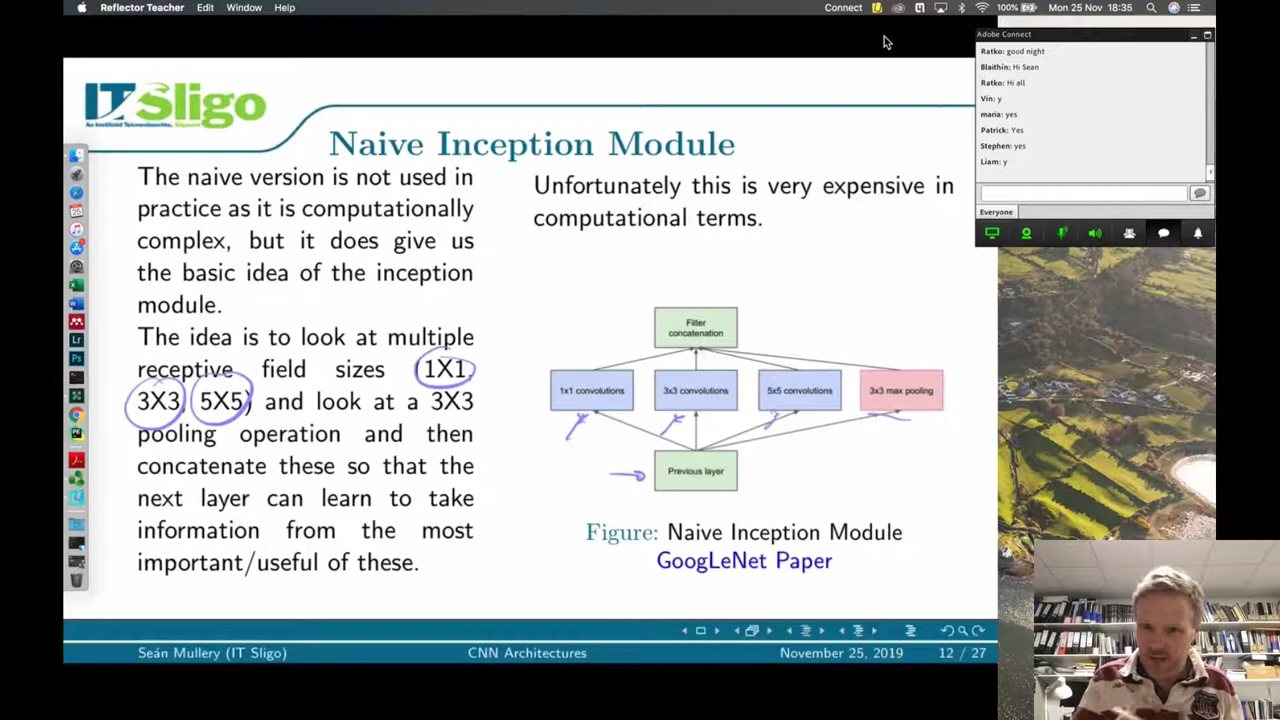 Reflector Teacher Edit Window Help
Connect 100% Mon 25 Nov 18:35
Adobe Connect
Ratko: good night
Blaithín: Hi Sean
Ratko: Hi all
Vin: y
maria: yes
Patrick: Yes
Stephen: yes
Liam: y
Everyone
IT Sligo
An Institiúid Teicneolaíochta, Sligeach
Naive Inception Module
The naive version is not used in
practice as it is computationally
complex, but it does give us
the basic idea of the inception
module.
The idea is to look at multiple
receptive field sizes (1X1,
3X3, 5X5) and look at a 3X3
pooling operation and then
concatenate these so that the
next layer can learn to take
information from the most
important/useful of these.
Unfortunately this is very expensive in
computational terms.
Filter
concatenation
1x1 convolutions
3x3 convolutions
5x5 convolutions
3x3 max pooling
Previous layer
Figure: Naive Inception Module
GoogLeNet Paper
Seán Mullery (IT Sligo) CNN Architectures November 25, 2019 12 / 27